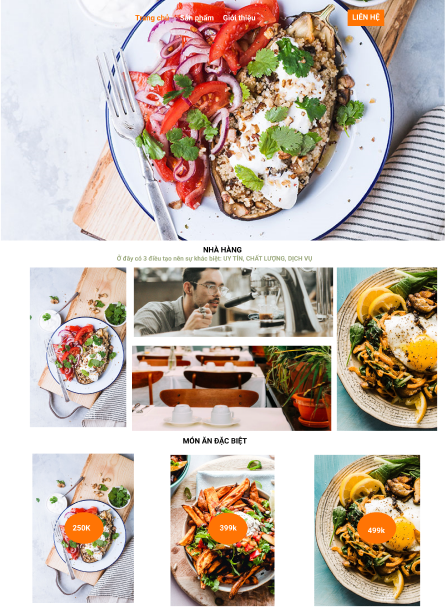 Trang chủ Sản phẩm Giới thiệu LIÊN HỆ
NHÀ HÀNG
Ở đây có 3 điều tạo nên sự khác biệt: UY TÍN, CHẤT LƯỢNG, DỊCH VỤ
MÓN ĂN ĐẶC BIỆT
250K 399k 499k